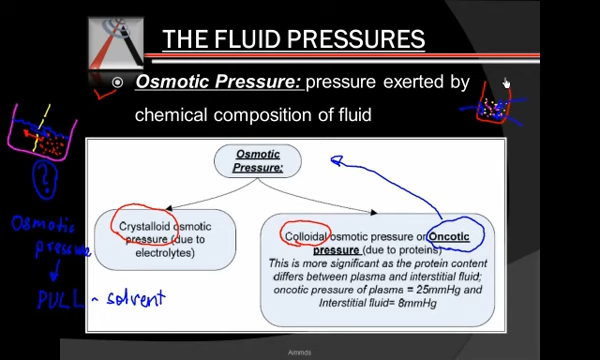 THE FLUID PRESSURES
Osmotic Pressure: pressure exerted by
chemical composition of fluid
Osmotic
Pressure:
Crystalloid osmotic
pressure (due to
electrolytes)
Colloidal osmotic pressure or Oncotic
pressure (due to proteins)
This is more significant as the protein content
differs between plasma and interstitial fluid;
oncotic pressure of plasma = 25mmHg and
Interstitial fluid= 8mmHg
?
Osmotic
pressure
PULL ~ solvent
Ammds